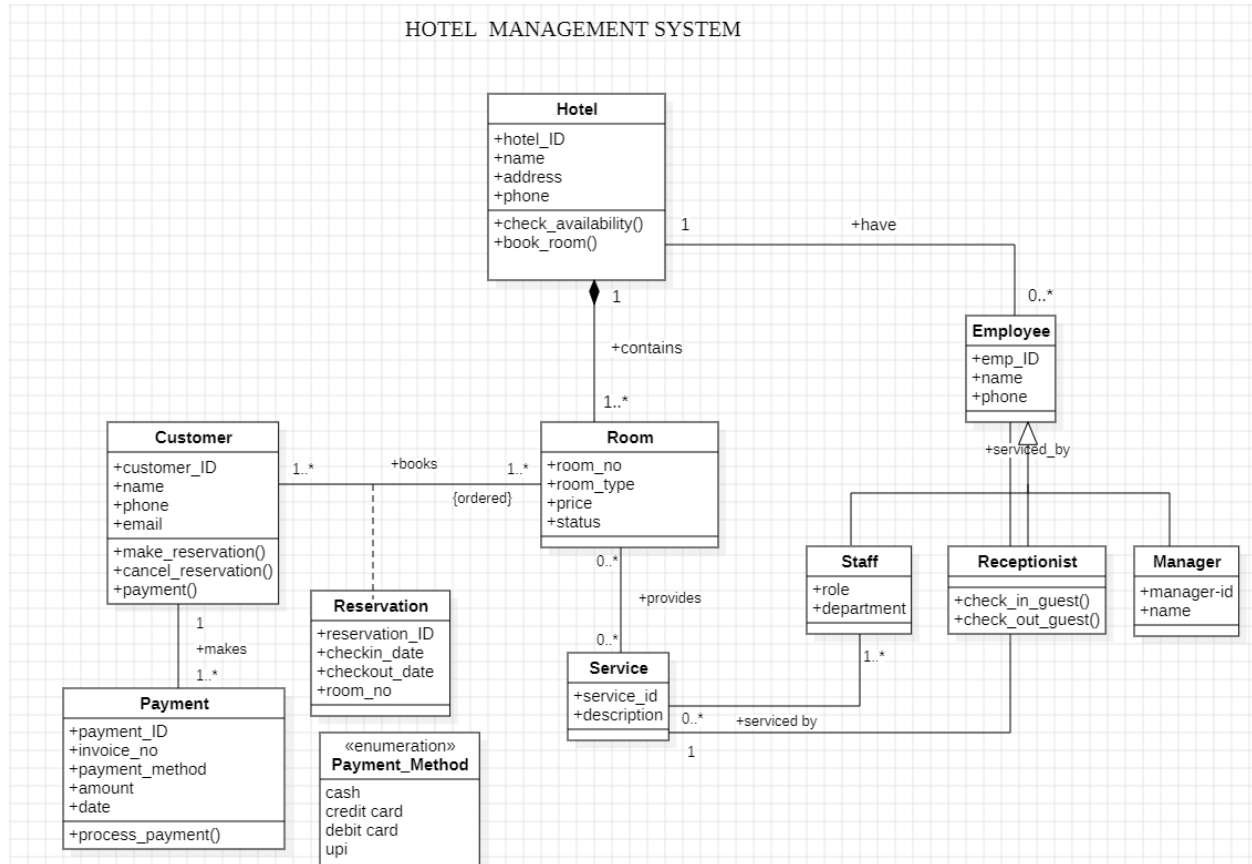 HOTEL MANAGEMENT SYSTEM
Hotel
+hotel_ID
+name
+address
+phone
+check_availability()
+book_room()
1
+have
0..*
1
+contains
1..*
Employee
+emp_ID
+name
+phone
+serviced_by
Customer
+customer_ID
+name
+phone
+email
+make_reservation()
+cancel_reservation()
+payment()
1..*
+books
1..*
{ordered}
Room
+room_no
+room_type
+price
+status
0..*
+provides
0..*
Staff
+role
+department
1..*
Receptionist
+check_in_guest()
+check_out_guest()
Manager
+manager-id
+name
1
+makes
1..*
Reservation
+reservation_ID
+checkin_date
+checkout_date
+room_no
Service
+service_id
+description
0..*
+serviced by
1
Payment
+payment_ID
+invoice_no
+payment_method
+amount
+date
+process_payment()
«enumeration»
Payment_Method
cash
credit card
debit card
upi